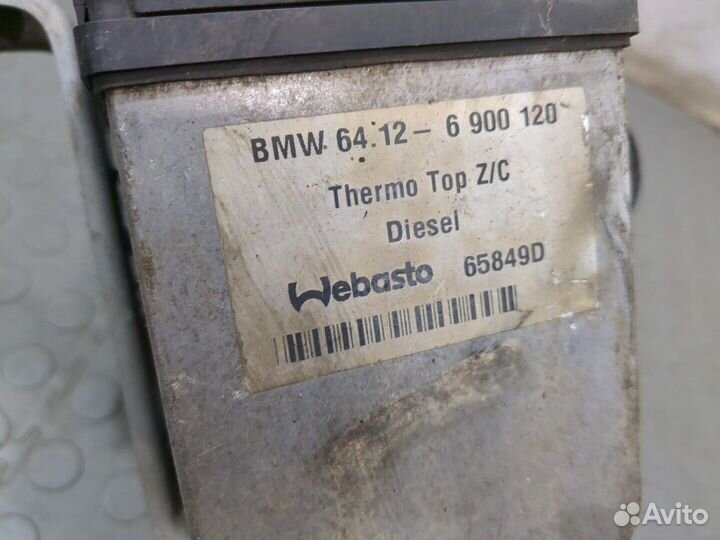 BMW 64.12- 6 900 120
Thermo Top Z/C
Diesel
Webasto 65849D
Avito